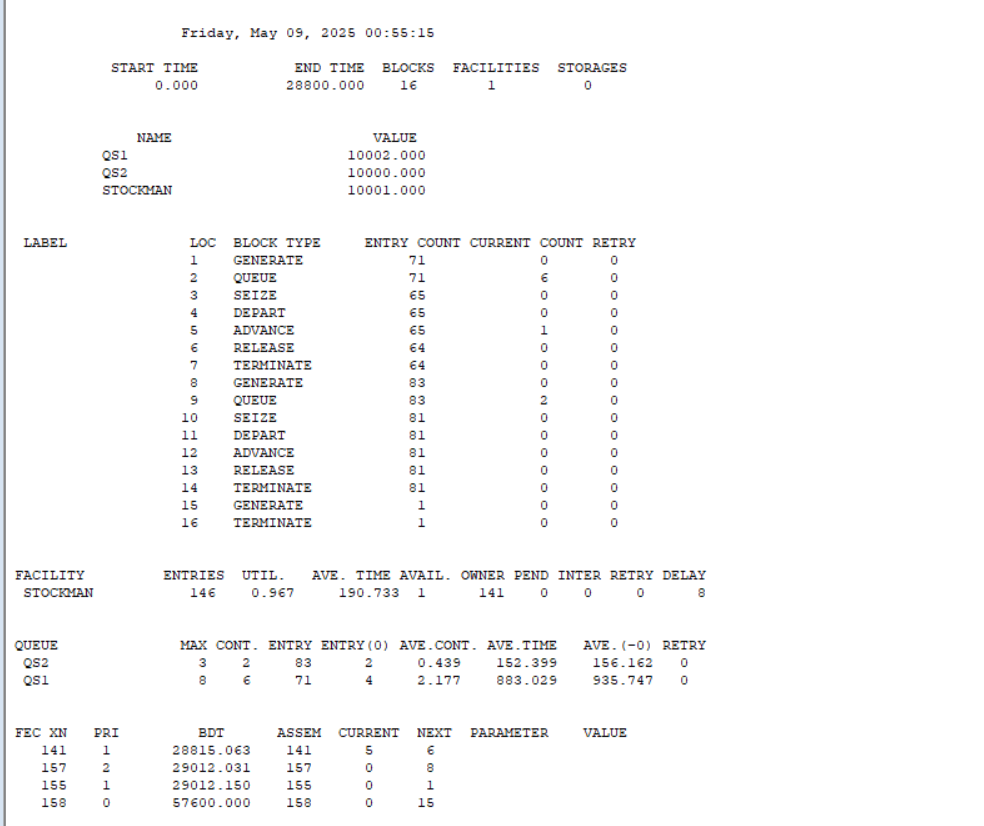 Friday, May 09, 2025 00:55:15
START TIME END TIME BLOCKS FACILITIES STORAGES
0.000 28800.000 16 1 0
NAME VALUE
QS1 10002.000
QS2 10000.000
STOCKMAN 10001.000
LABEL LOC BLOCK TYPE ENTRY COUNT CURRENT COUNT RETRY
1 GENERATE 71 0 0
2 QUEUE 71 6 0
3 SEIZE 65 0 0
4 DEPART 65 0 0
5 ADVANCE 65 1 0
6 RELEASE 64 0 0
7 TERMINATE 64 0 0
8 GENERATE 83 0 0
9 QUEUE 83 2 0
10 SEIZE 81 0 0
11 DEPART 81 0 0
12 ADVANCE 81 0 0
13 RELEASE 81 0 0
14 TERMINATE 81 0 0
15 GENERATE 1 0 0
16 TERMINATE 1 0 0
FACILITY ENTRIES UTIL. AVE. TIME AVAIL. OWNER PEND INTER RETRY DELAY
STOCKMAN 146 0.967 190.733 1 141 0 0 0 8
QUEUE MAX CONT. ENTRY ENTRY(0) AVE.CONT. AVE.TIME AVE.(-0) RETRY
QS2 3 2 83 2 0.439 152.399 156.162 0
QS1 8 6 71 4 2.177 883.029 935.747 0
FEC XN PRI BDT ASSEM CURRENT NEXT PARAMETER VALUE
141 1 28815.063 141 5 6
157 2 29012.031 157 0 8
155 1 29012.150 155 0 1
158 0 57600.000 158 0 15